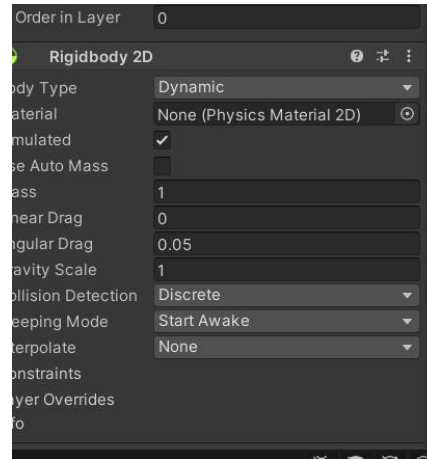 Order in Layer 0
Rigidbody 2D
ody Type Dynamic
aterial None (Physics Material 2D)
mulated
se Auto Mass
ass 1
near Drag 0
ngular Drag 0.05
ravity Scale 1
ollision Detection Discrete
eeping Mode Start Awake
terpolate None
onstraints
yer Overrides
fo